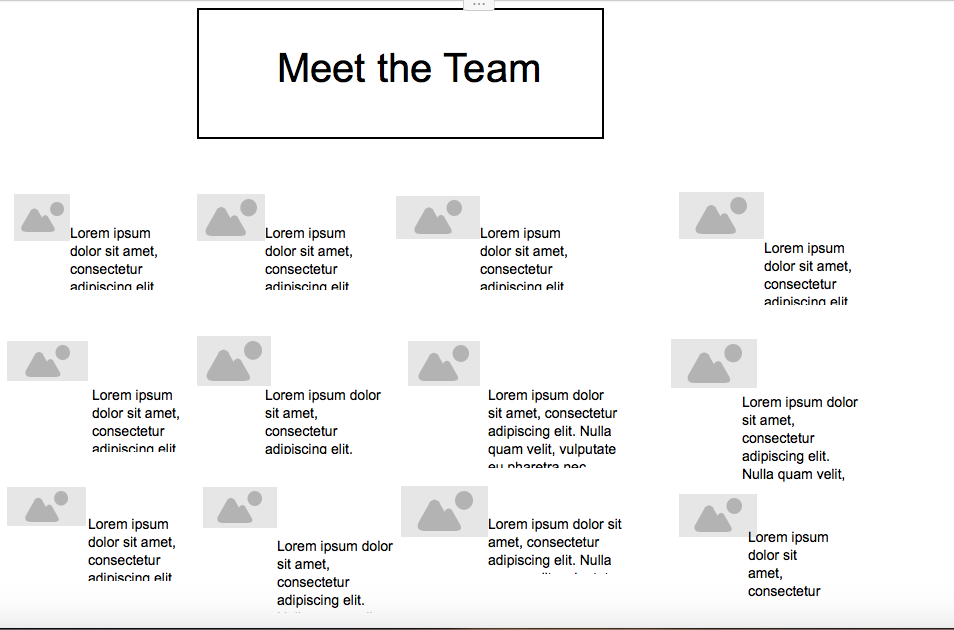 Meet the Team
Lorem ipsum
dolor sit amet,
consectetur
adipiscing elit
Lorem ipsum
dolor sit amet,
consectetur
adipiscing elit
Lorem ipsum
dolor sit amet,
consectetur
adipiscing elit
Lorem ipsum
dolor sit amet,
consectetur
adipiscing elit
Lorem ipsum
dolor sit amet,
consectetur
adipiscing elit
Lorem ipsum dolor
sit amet,
consectetur
adipiscing elit.
Lorem ipsum dolor
sit amet, consectetur
adipiscing elit. Nulla
quam velit, vulputate
eu pharetra nec
Lorem ipsum dolor
sit amet,
consectetur
adipiscing elit.
Nulla quam velit,
Lorem ipsum
dolor sit amet,
consectetur
adipiscing elit
Lorem ipsum dolor
sit amet,
consectetur
adipiscing elit.
Lorem ipsum dolor sit
amet, consectetur
adipiscing elit. Nulla
Lorem ipsum
dolor sit
amet,
consectetur